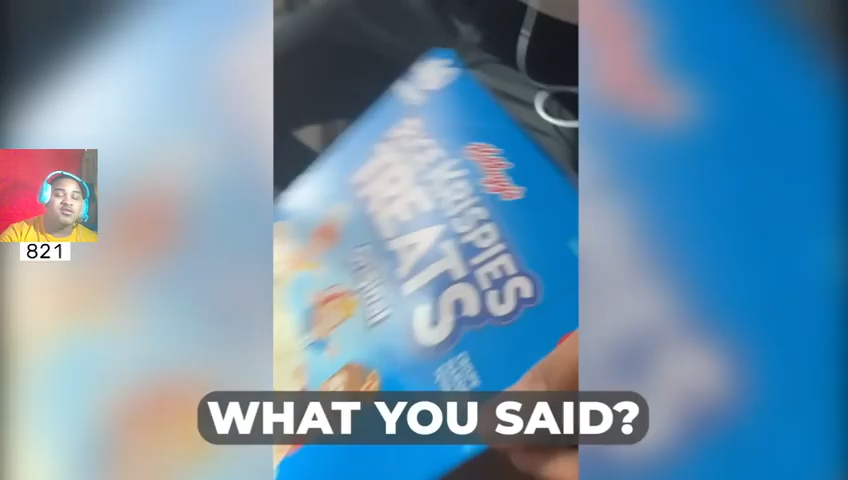 Kellogg's
RICE KRISPIES
TREATS
821
WHAT YOU SAID?